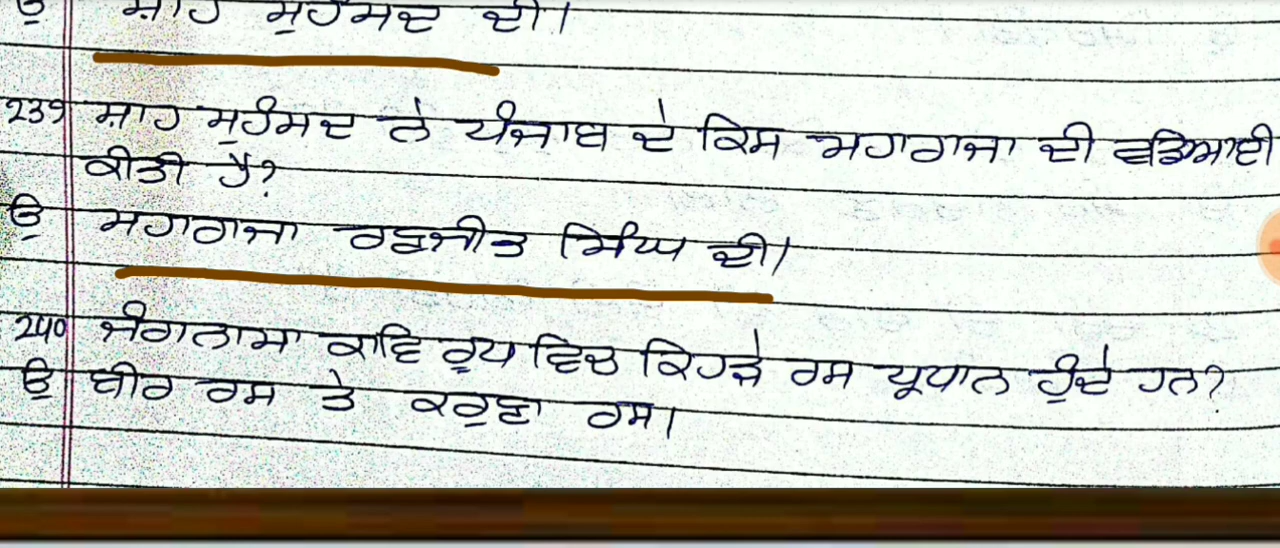 ਉ ਸ਼ਾਹ ਮੁਹੰਮਦ ਦੀ।
239 ਸ਼ਾਹ ਮੁਹੰਮਦ ਨੇ ਪੰਜਾਬ ਦੇ ਕਿਸ ਮਹਾਰਾਜਾ ਦੀ ਵਡਿਆਈ
ਕੀਤੀ ਹੈ?
ਉ ਮਹਾਰਾਜਾ ਰਣਜੀਤ ਸਿੰਘ ਦੀ।
240 ਜੰਗਨਾਮਾ ਕਾਵਿ ਰੂਪ ਵਿਚ ਕਿਹੜੇ ਰਸ ਪ੍ਰਧਾਨ ਹੁੰਦੇ ਹਨ?
ਉ ਬੀਰ ਰਸ ਤੇ ਕਰੁਣਾ ਰਸ।